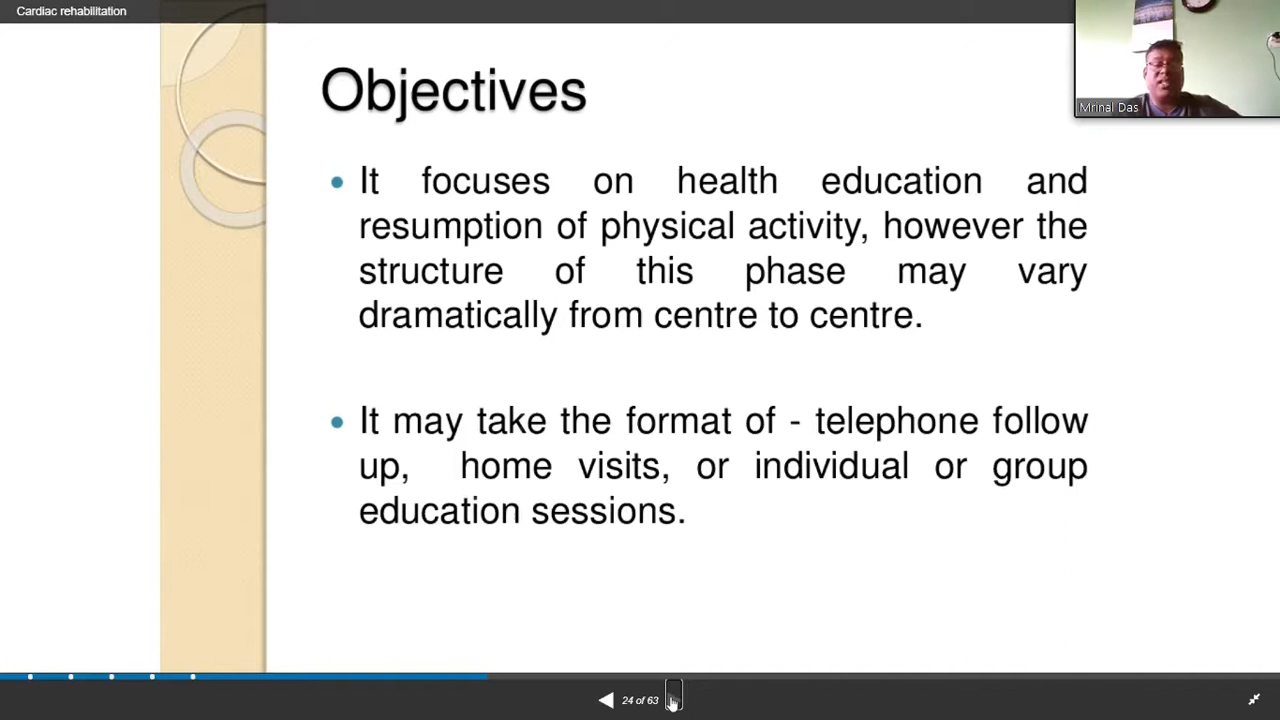 Cardiac rehabilitation
Mrinal Das
Objectives
It focuses on health education and
resumption of physical activity, however the
structure of this phase may vary
dramatically from centre to centre.
It may take the format of - telephone follow
up, home visits, or individual or group
education sessions.
24 of 63